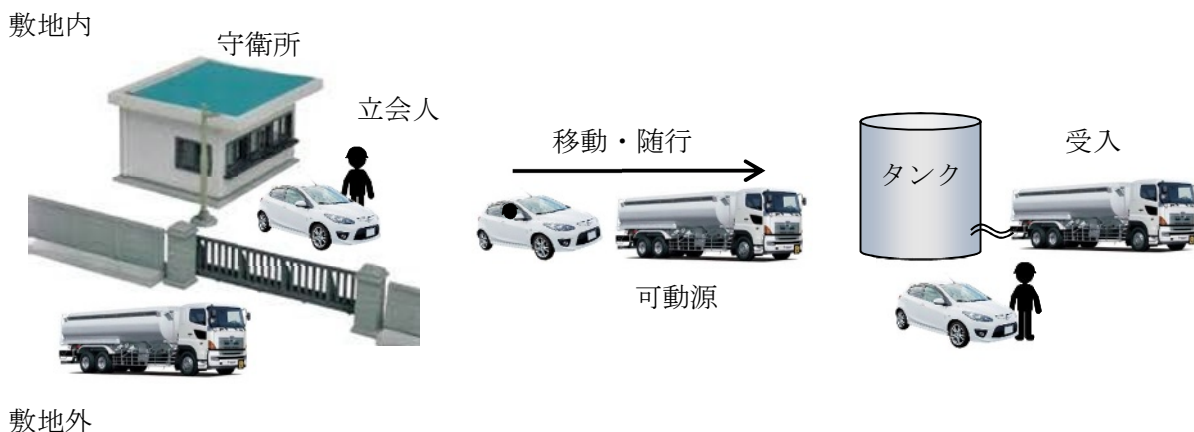 敷地内
守衛所
立会人
移動・随行
可動源
タンク
受入
敷地外